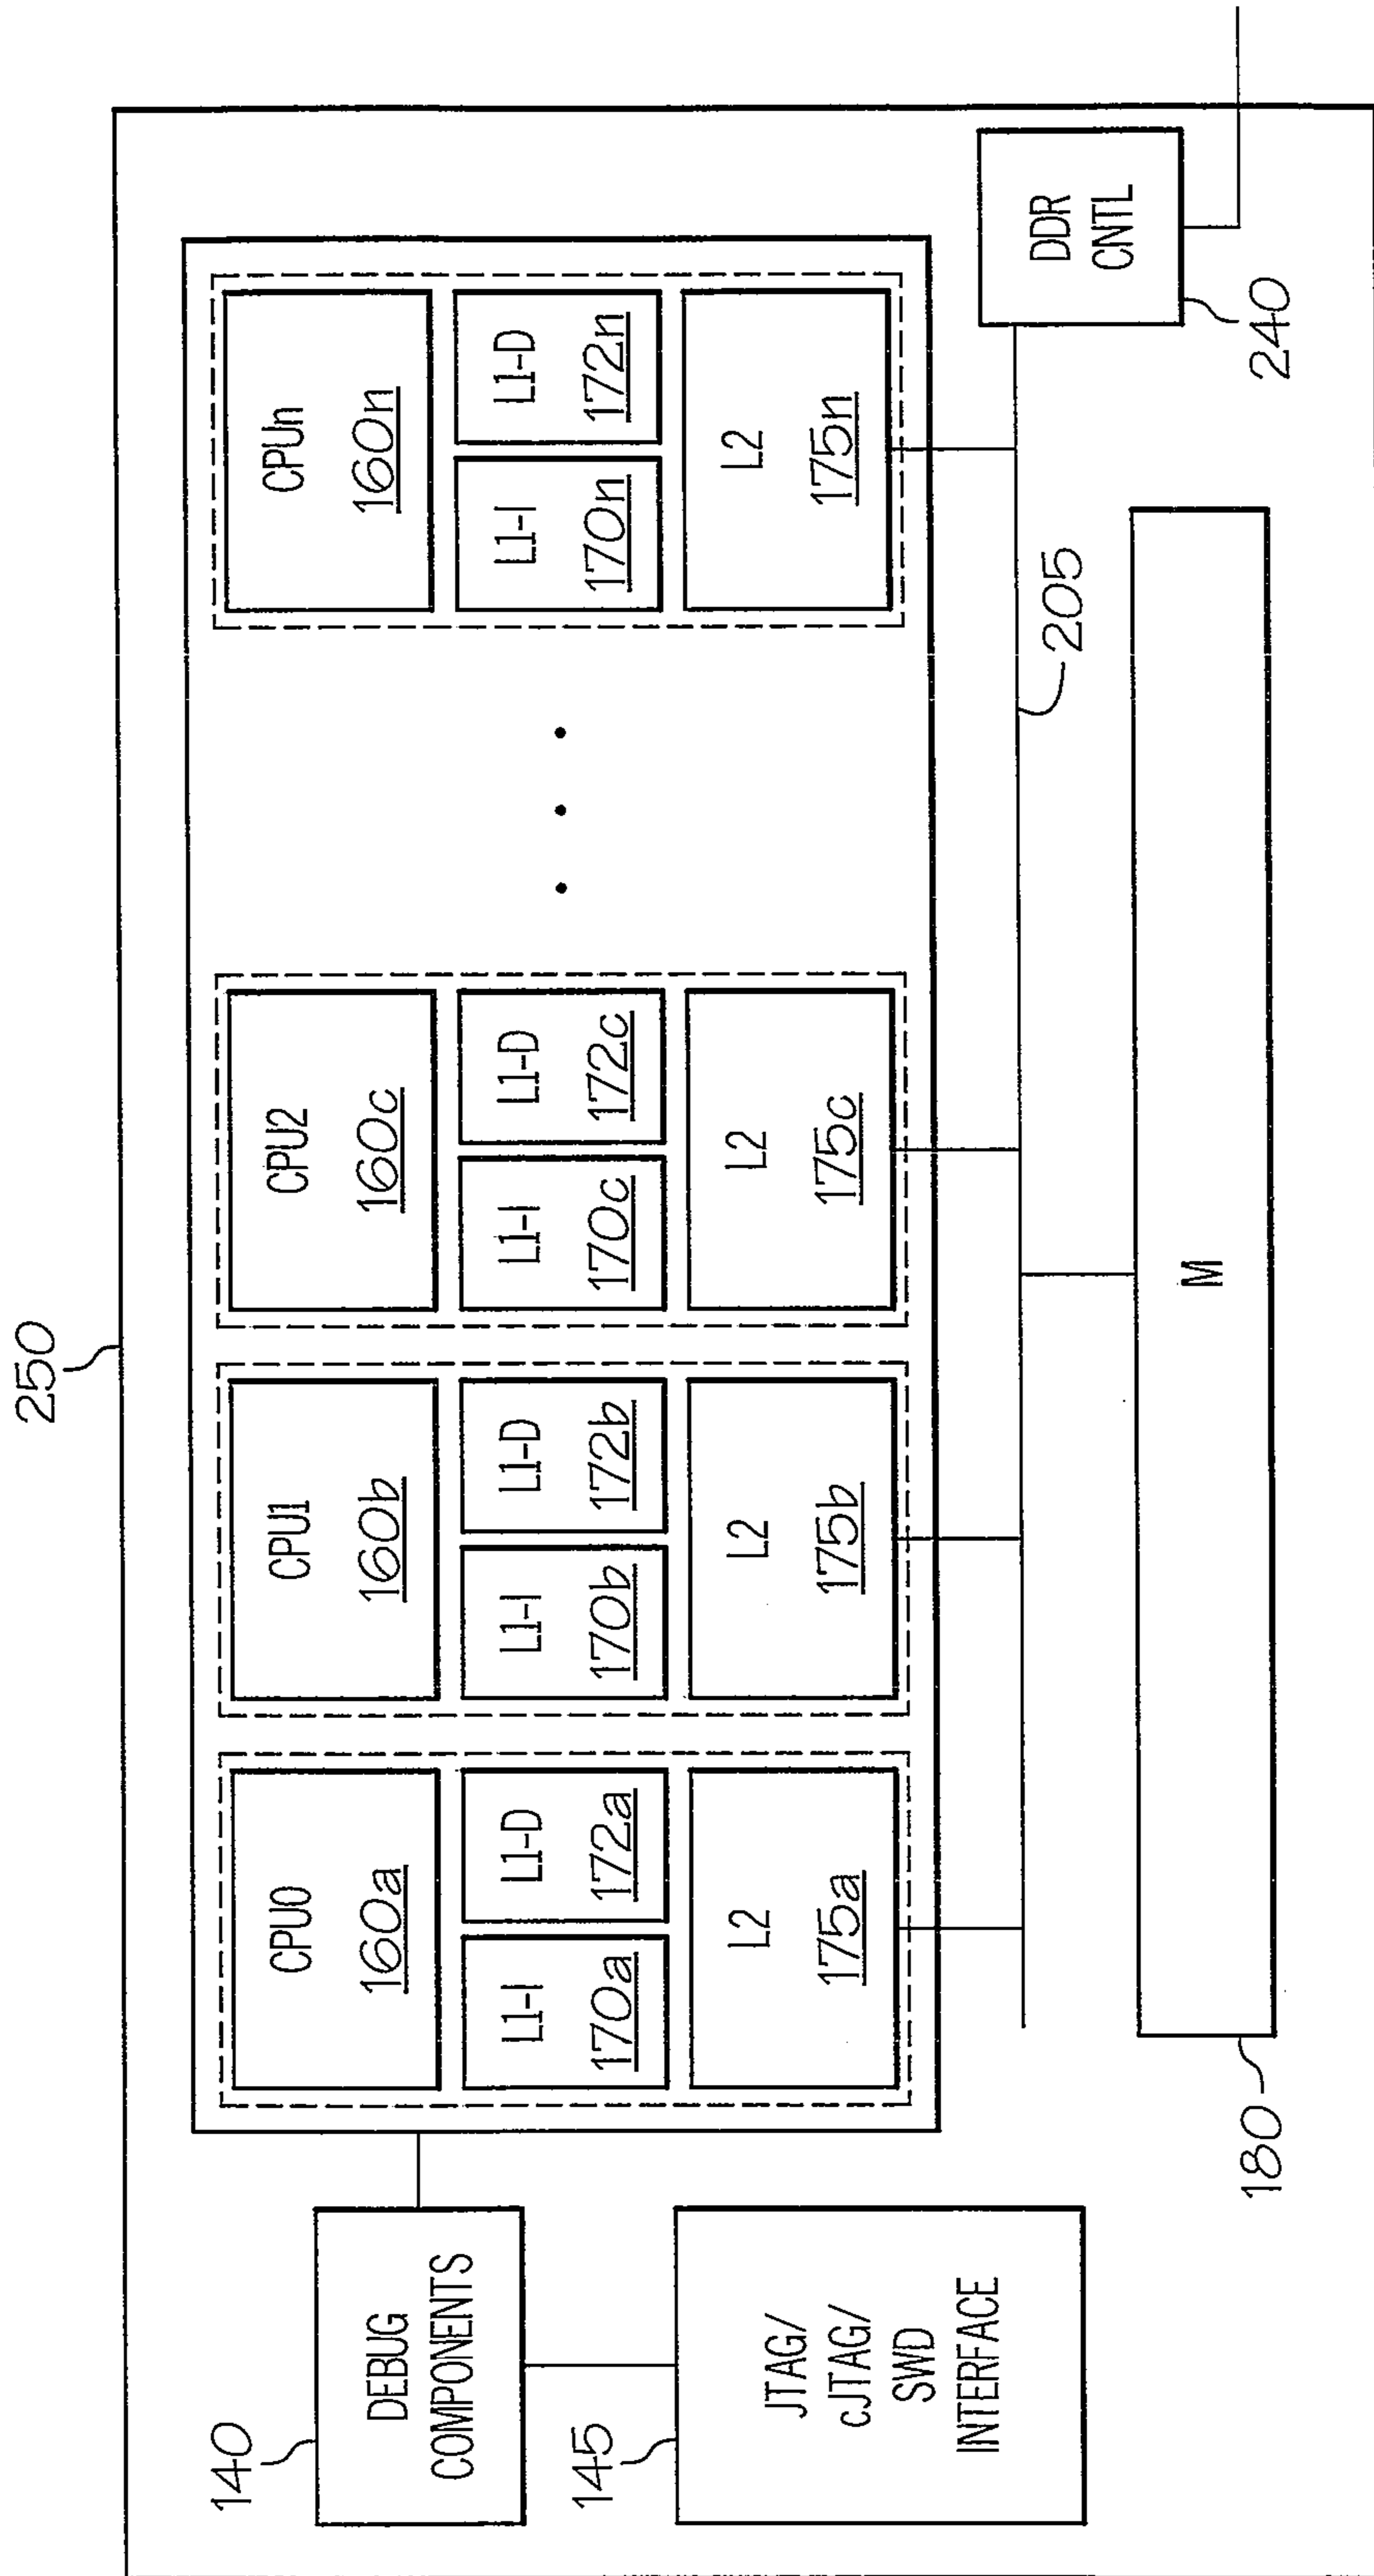 250
140
DEBUG
COMPONENTS
145
JTAG/
cJTAG/
SWD
INTERFACE
CPU0
160a
L1-I
170a
L1-D
172a
L2
175a
CPU1
160b
L1-I
170b
L1-D
172b
L2
175b
CPU2
160c
L1-I
170c
L1-D
172c
L2
175c
CPUn
160n
L1-I
170n
L1-D
172n
L2
175n
205
DDR
CNTL
240
M
180